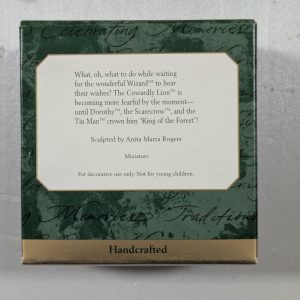 Celebrating Memories
What, oh, what to do while waiting
for the wonderful Wizard™ to hear
their wishes? The Cowardly Lion™ is
becoming more fearful by the moment—
until Dorothy™, the Scarecrow™, and the
Tin Man™ crown him "King of the Forest"!
Sculpted by Anita Marra Rogers
Miniature
For decorative use only. Not for young children.
Memories
Traditions
Handcrafted